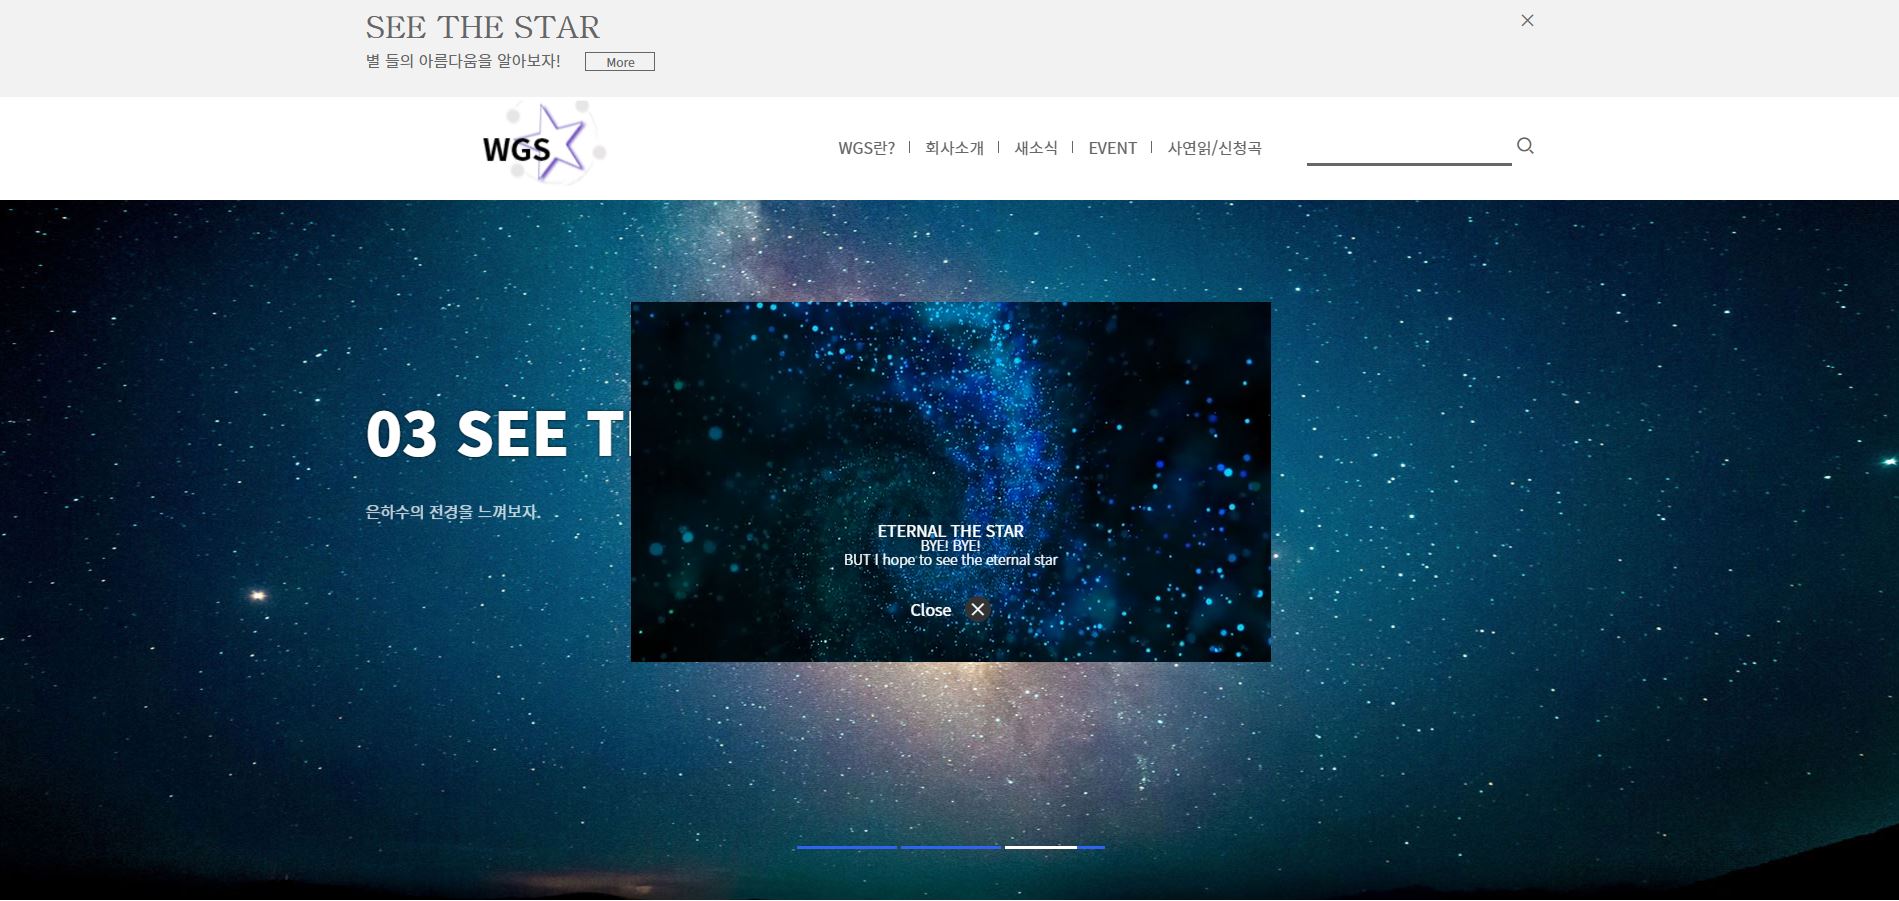 SEE THE STAR
별 들의 아름다움을 알아보자!
More
WGS
WGS란?
회사소개
새소식
EVENT
사연읽/신청곡
03 SEE T
은하수의 전경을 느껴보자.
ETERNAL THE STAR
BYE! BYE!
BUT I hope to see the eternal star
Close